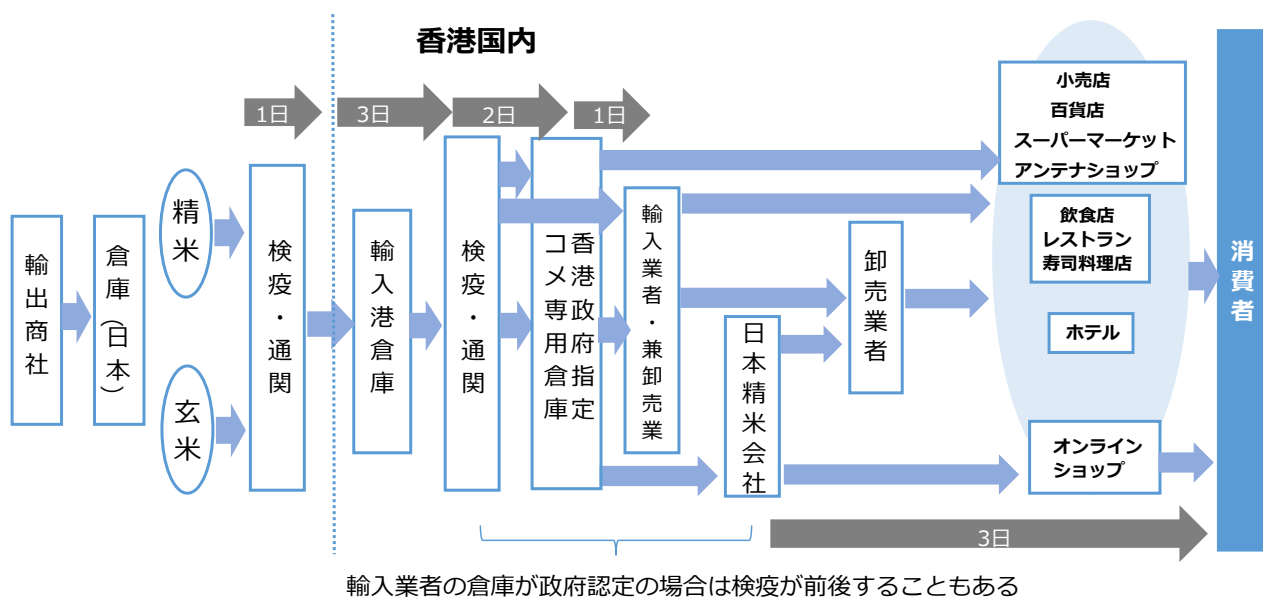 香港国内
1日
3日
2日
1日
輸出商社
倉庫(日本)
精米
玄米
検疫・通関
輸入港倉庫
検疫・通関
香港政府指定
コメ専用倉庫
輸入業者・兼卸売業
日本精米会社
卸売業者
小売店
百貨店
スーパーマーケット
アンテナショップ
飲食店
レストラン
寿司料理店
ホテル
オンライン
ショップ
消費者
3日
輸入業者の倉庫が政府認定の場合は検疫が前後することもある